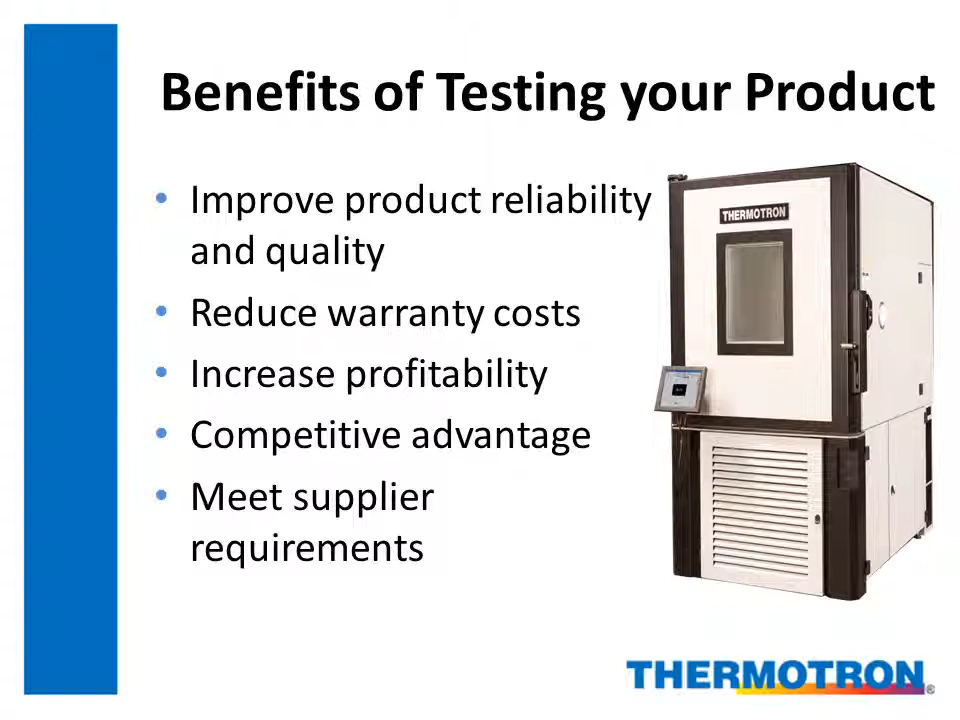 Benefits of Testing your Product
• Improve product reliability
and quality
• Reduce warranty costs
• Increase profitability
• Competitive advantage
• Meet supplier
requirements
THERMOTRON
THERMOTRON®